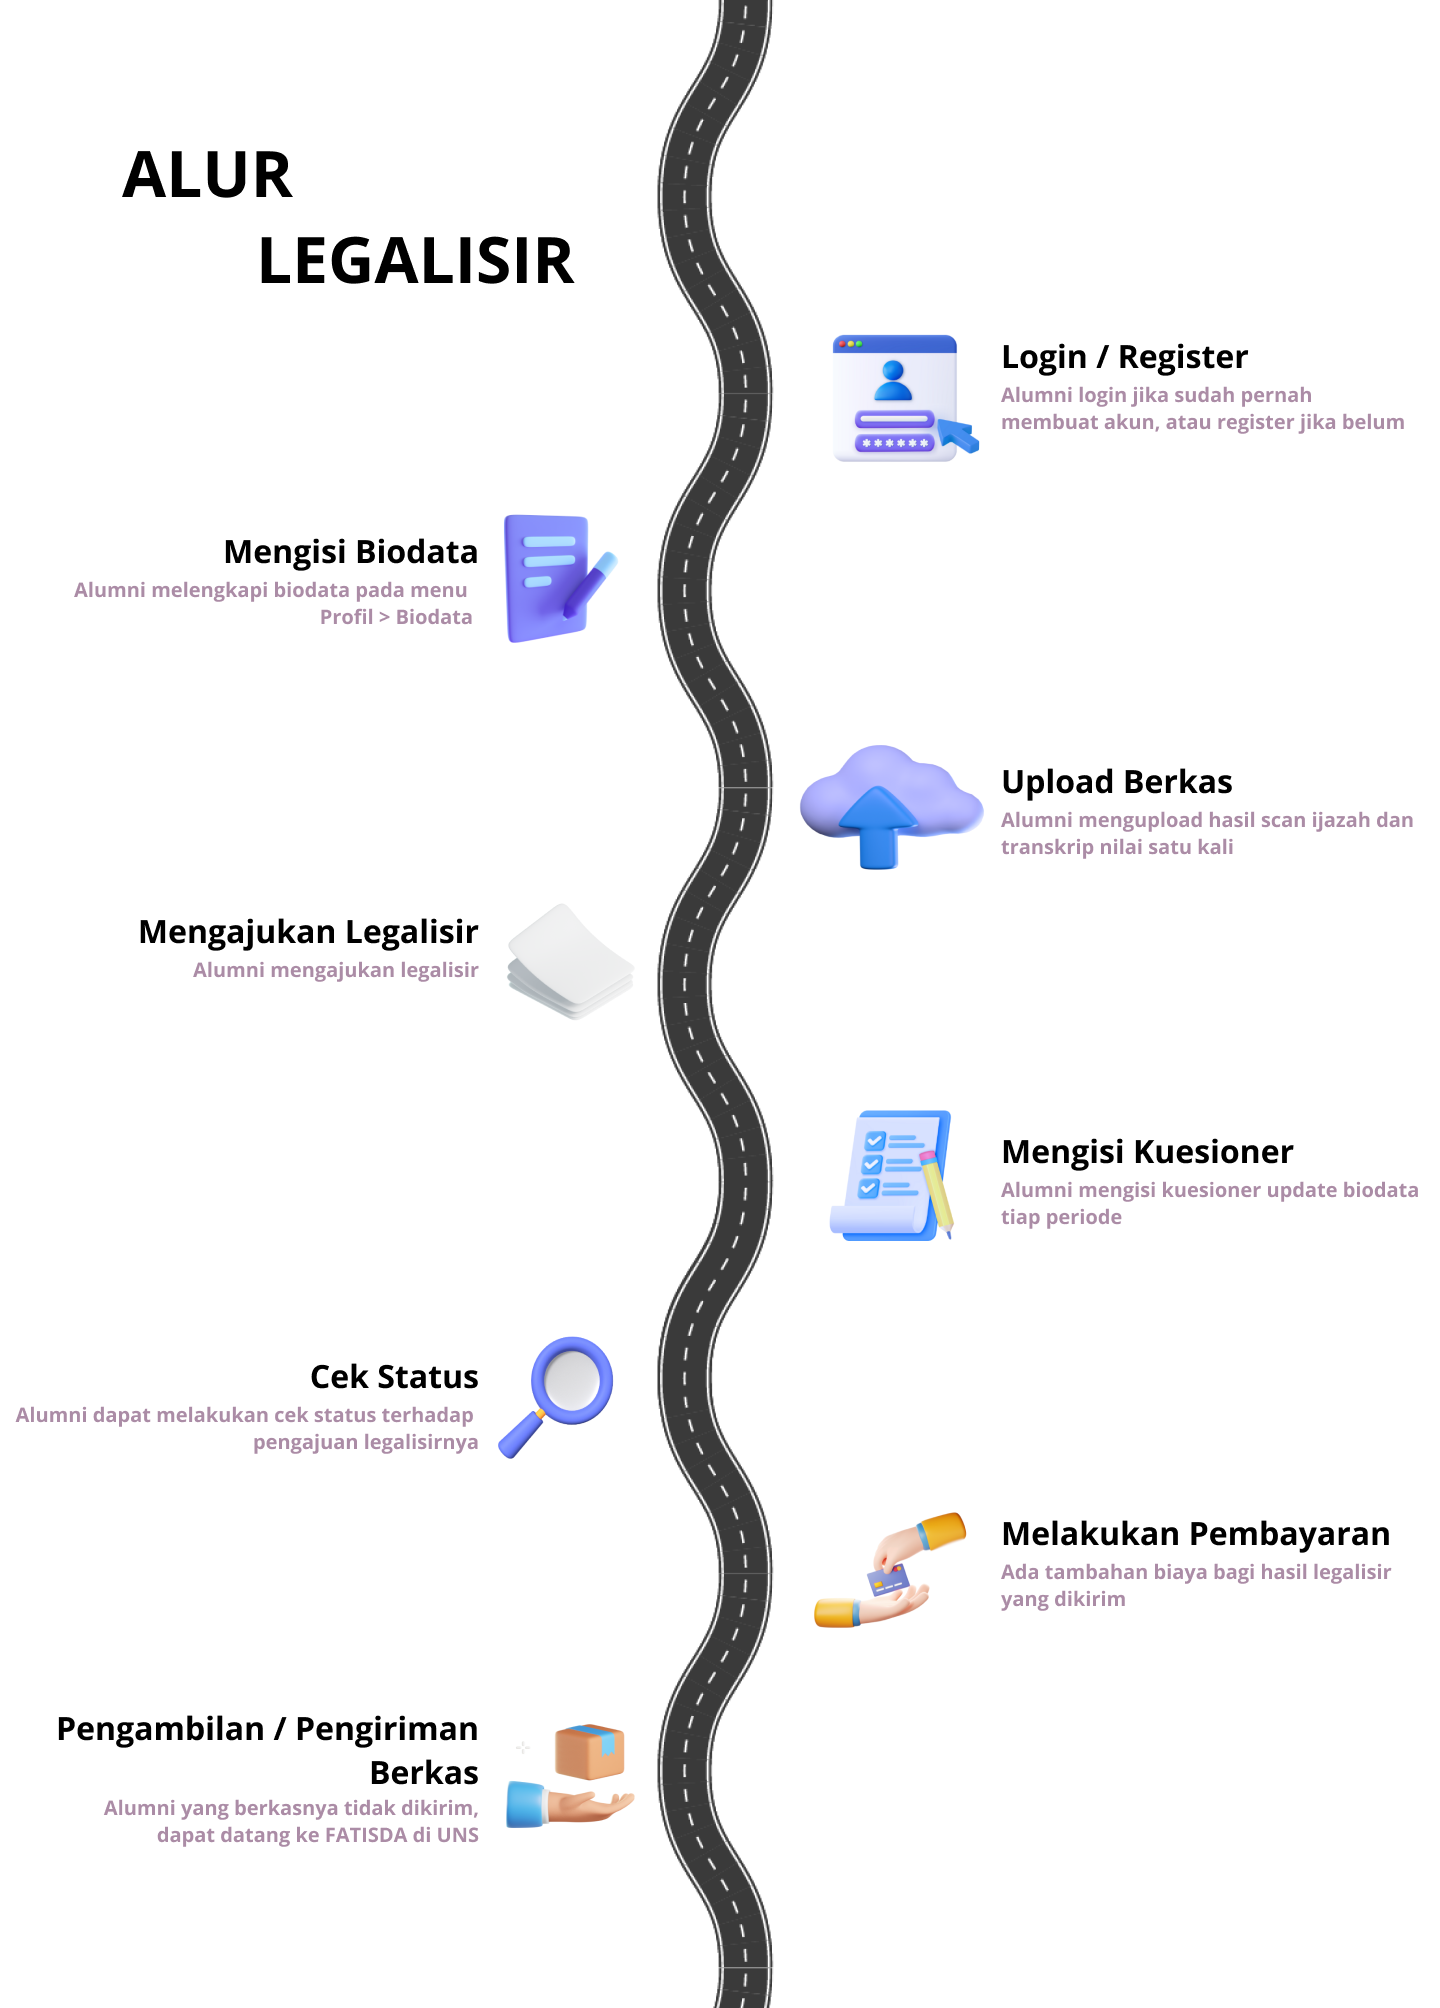 ALUR
LEGALISIR
Login / Register
Alumni login jika sudah pernah
membuat akun, atau register jika belum
Mengisi Biodata
Alumni melengkapi biodata pada menu
Profil > Biodata
Upload Berkas
Alumni mengupload hasil scan ijazah dan
transkrip nilai satu kali
Mengajukan Legalisir
Alumni mengajukan legalisir
Mengisi Kuesioner
Alumni mengisi kuesioner update biodata
tiap periode
Cek Status
Alumni dapat melakukan cek status terhadap
pengajuan legalisirnya
Melakukan Pembayaran
Ada tambahan biaya bagi hasil legalisir
yang dikirim
Pengambilan / Pengiriman
Berkas
Alumni yang berkasnya tidak dikirim,
dapat datang ke FATISDA di UNS